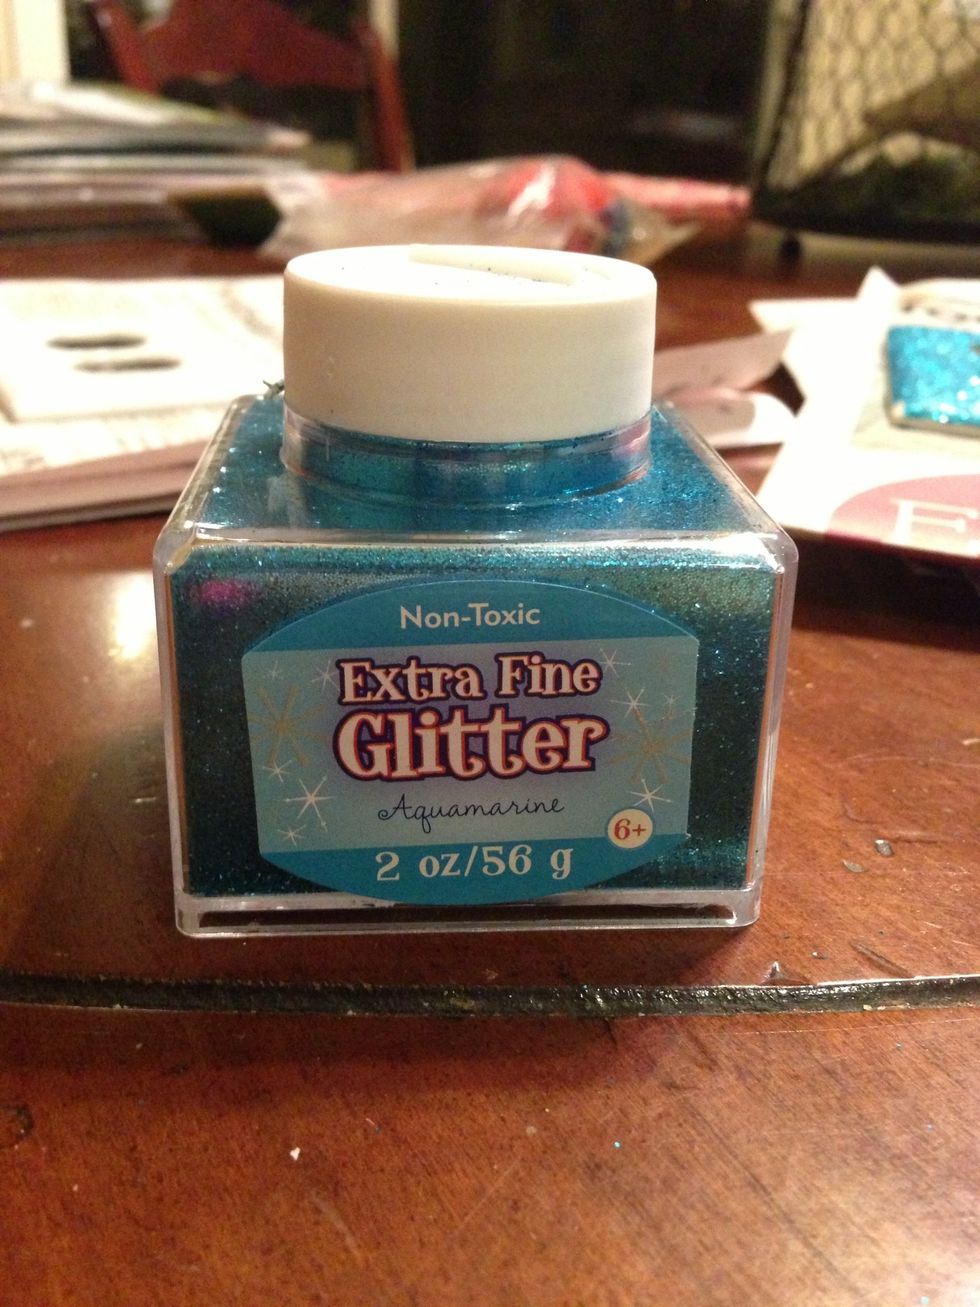 Non-Toxic
Extra Fine
Glitter
Aquamarine
6+
2 oz/56 g
E